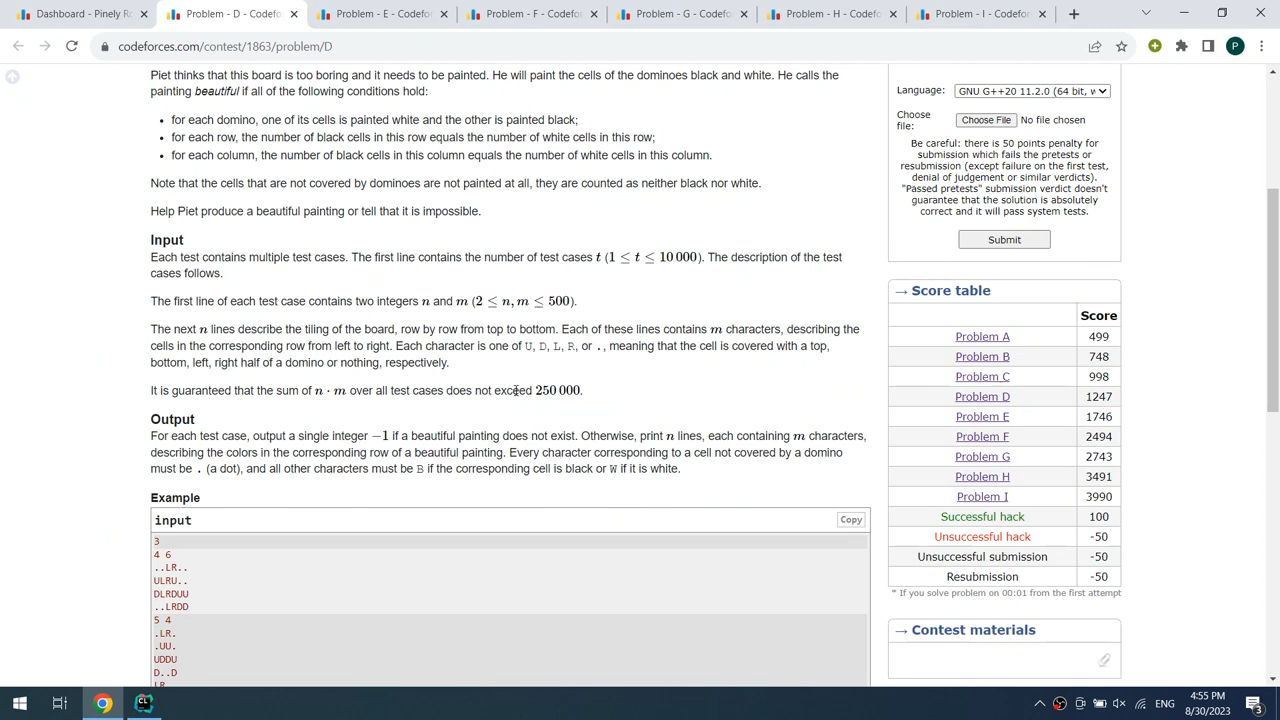 Dashboard - Pinely Ro
Problem - D - Codeforc
Problem - E - Codeforc
Problem - F - Codeforc
Problem - G - Codeforc
Problem - H - Codeforc
Problem - I - Codeforc
codeforces.com/contest/1863/problem/D
P
Piet thinks that this board is too boring and it needs to be painted. He will paint the cells of the dominoes black and white. He calls the
painting beautiful if all of the following conditions hold:
• for each domino, one of its cells is painted white and the other is painted black;
• for each row, the number of black cells in this row equals the number of white cells in this row;
• for each column, the number of black cells in this column equals the number of white cells in this column.
Note that the cells that are not covered by dominoes are not painted at all, they are counted as neither black nor white.
Help Piet produce a beautiful painting or tell that it is impossible.
Input
Each test contains multiple test cases. The first line contains the number of test cases t (1 ≤ t ≤ 10 000). The description of the test
cases follows.
The first line of each test case contains two integers n and m (2 ≤ n, m ≤ 500).
The next n lines describe the tiling of the board, row by row from top to bottom. Each of these lines contains m characters, describing the
cells in the corresponding row from left to right. Each character is one of U, D, L, R, or ., meaning that the cell is covered with a top,
bottom, left, right half of a domino or nothing, respectively.
It is guaranteed that the sum of n · m over all test cases does not exceed 250 000.
Output
For each test case, output a single integer −1 if a beautiful painting does not exist. Otherwise, print n lines, each containing m characters,
describing the colors in the corresponding row of a beautiful painting. Every character corresponding to a cell not covered by a domino
must be . (a dot), and all other characters must be B if the corresponding cell is black or W if it is white.
Example
input
Copy
3
4 6
..LR..
ULRU..
DLRDUU
..LRDD
5 4
.LR.
.UU.
UDDU
D..D
LR..
Language:
GNU G++20 11.2.0 (64 bit, w
Choose
file:
Choose File No file chosen
Be careful: there is 50 points penalty for
submission which fails the pretests or
resubmission (except failure on the first test,
denial of judgement or similar verdicts).
"Passed pretests" submission verdict doesn't
guarantee that the solution is absolutely
correct and it will pass system tests.
Submit
→ Score table
Score
Problem A 499
Problem B 748
Problem C 998
Problem D 1247
Problem E 1746
Problem F 2494
Problem G 2743
Problem H 3491
Problem I 3990
Successful hack 100
Unsuccessful hack -50
Unsuccessful submission -50
Resubmission -50
* If you solve problem on 00:01 from the first attempt
→ Contest materials
CL
ENG
4:55 PM
8/30/2023
3